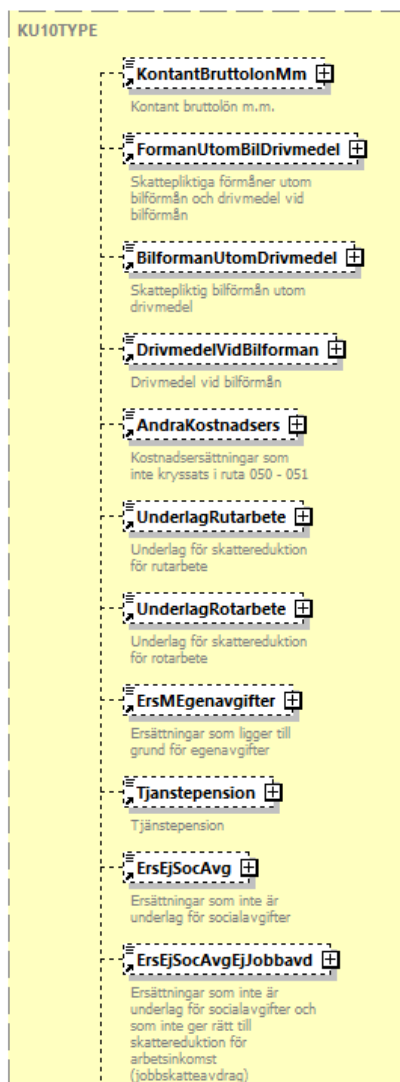 KU10TYPE
KontantBruttolonMm
Kontant bruttolön m.m.
FormanUtomBilDrivmedel
Skattepliktiga förmåner utom
bilförmån och drivmedel vid
bilförmån
BilformanUtomDrivmedel
Skattepliktig bilförmån utom
drivmedel
DrivmedelVidBilforman
Drivmedel vid bilförmån
AndraKostnadsers
Kostnadsersättningar som
inte kryssats i ruta 050 - 051
UnderlagRutarbete
Underlag för skattereduktion
för rutarbete
UnderlagRotarbete
Underlag för skattereduktion
för rotarbete
ErsMEgenavgifter
Ersättningar som ligger till
grund för egenavgifter
Tjanstepension
Tjänstepension
ErsEjSocAvg
Ersättningar som inte är
underlag för socialavgifter
ErsEjSocAvgEjJobbavd
Ersättningar som inte är
underlag för socialavgifter och
som inte ger rätt till
skattereduktion för
arbetsinkomst
(jobbskatteavdrag)